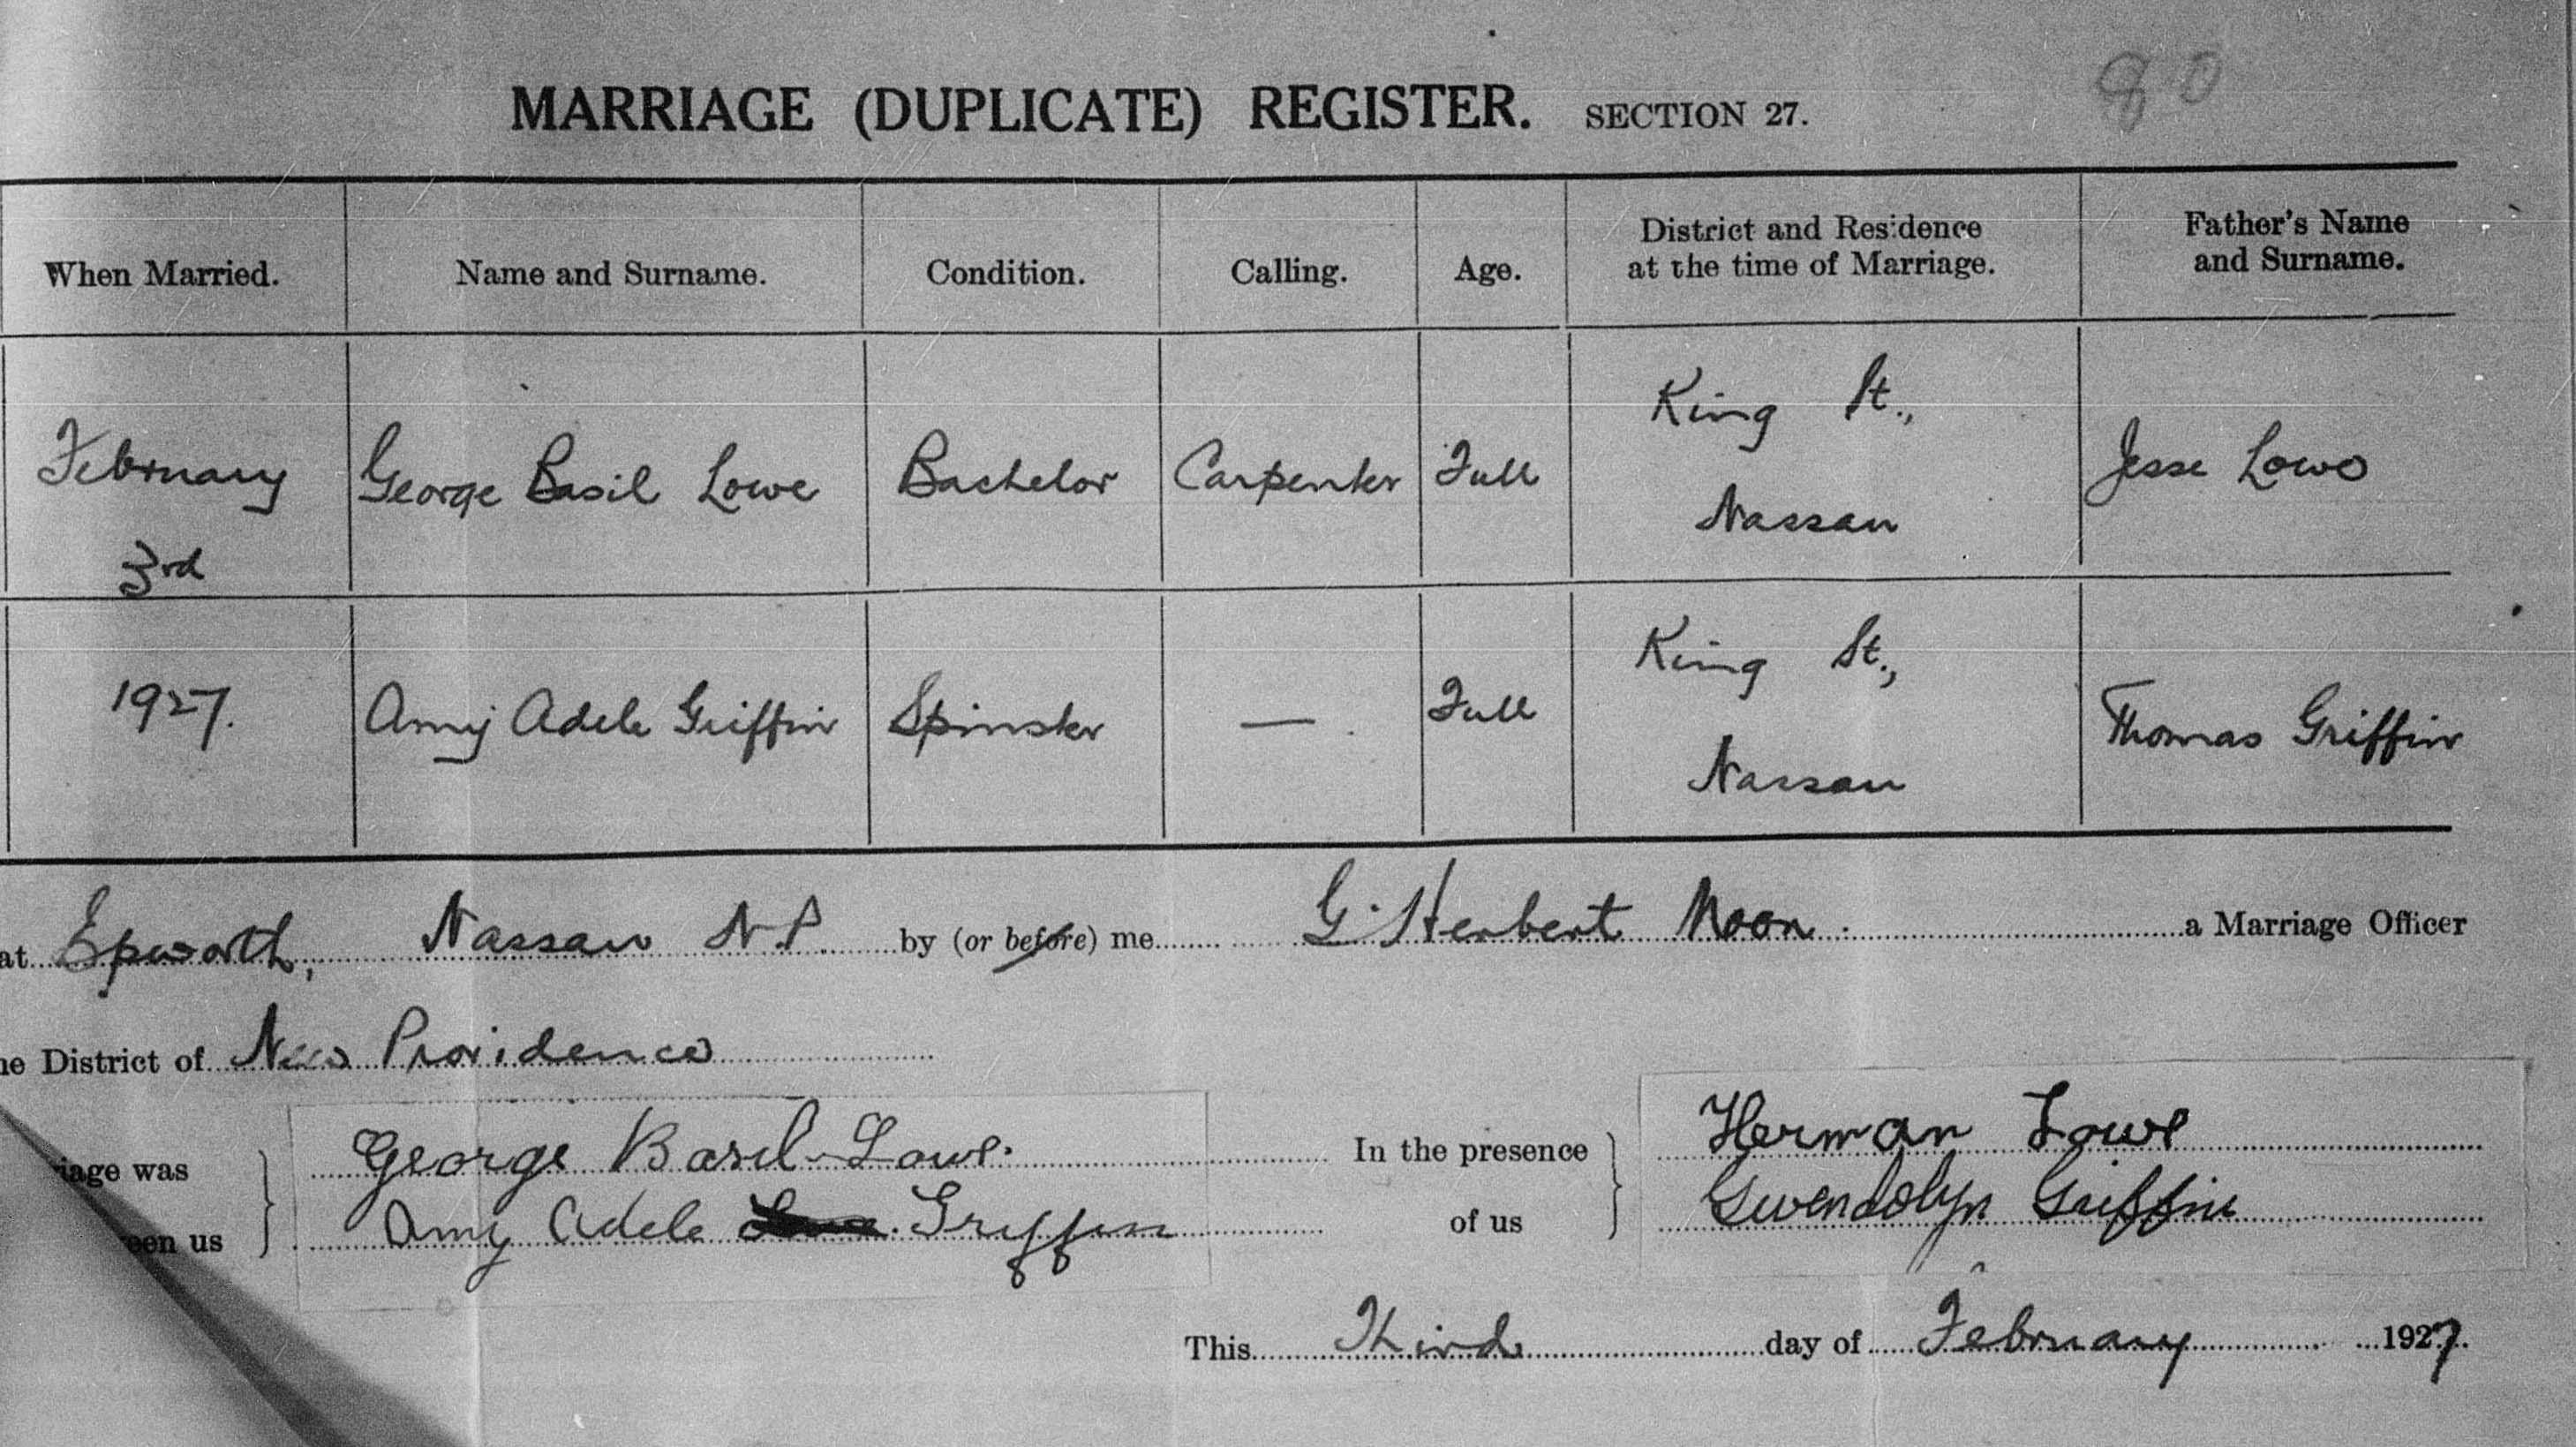 80
MARRIAGE (DUPLICATE) REGISTER. SECTION 27.
When Married. Name and Surname. Condition. Calling. Age. District and Residence at the time of Marriage. Father's Name and Surname.
February 3rd George Basil Lowe Bachelor Carpenter Full King St., Nassau Jesse Lowe
1927. Amy Adele Griffin Spinster — Full King St., Nassau Thomas Griffin
at Epworth, Nassau N.P. by (or before) me G. Herbert Moon. a Marriage Officer
he District of New Providence
iage was George Basil Lowe. In the presence Herman Lowe
een us Amy Adele Griffin of us Gwendolyn Griffin
This Third day of February 1927.